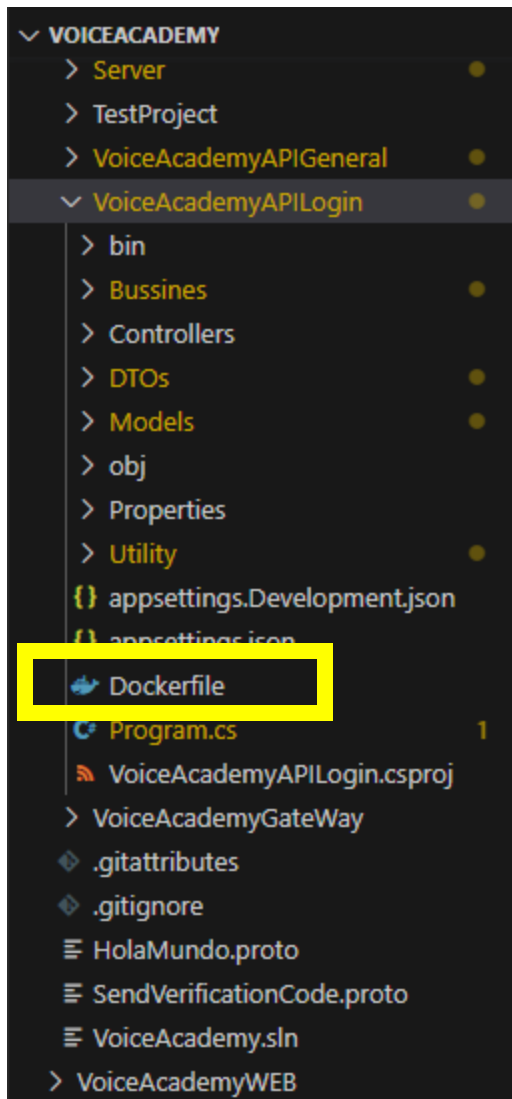 VOICEACADEMY
Server
TestProject
VoiceAcademyAPIGeneral
VoiceAcademyAPILogin
bin
Bussines
Controllers
DTOs
Models
obj
Properties
Utility
{} appsettings.Development.json
{} appsettings.json
Dockerfile
C# Program.cs 1
VoiceAcademyAPILogin.csproj
VoiceAcademyGateWay
.gitattributes
.gitignore
HolaMundo.proto
SendVerificationCode.proto
VoiceAcademy.sln
VoiceAcademyWEB